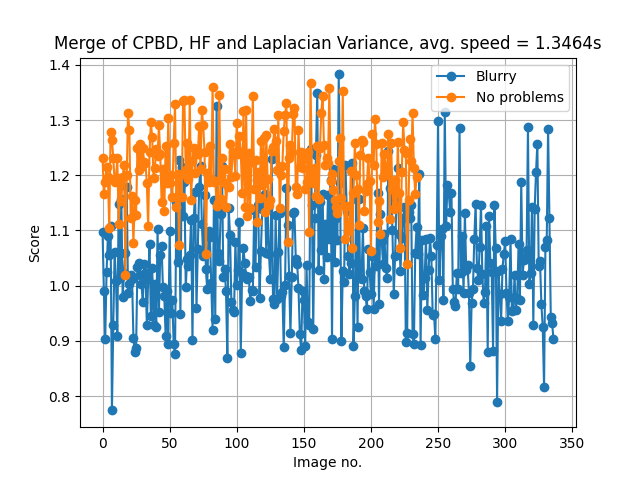 Merge of CPBD, HF and Laplacian Variance, avg. speed = 1.3464s
Blurry
No problems
1.4
1.3
1.2
1.1
1.0
0.9
0.8
Score
0 50 100 150 200 250 300 350
Image no.